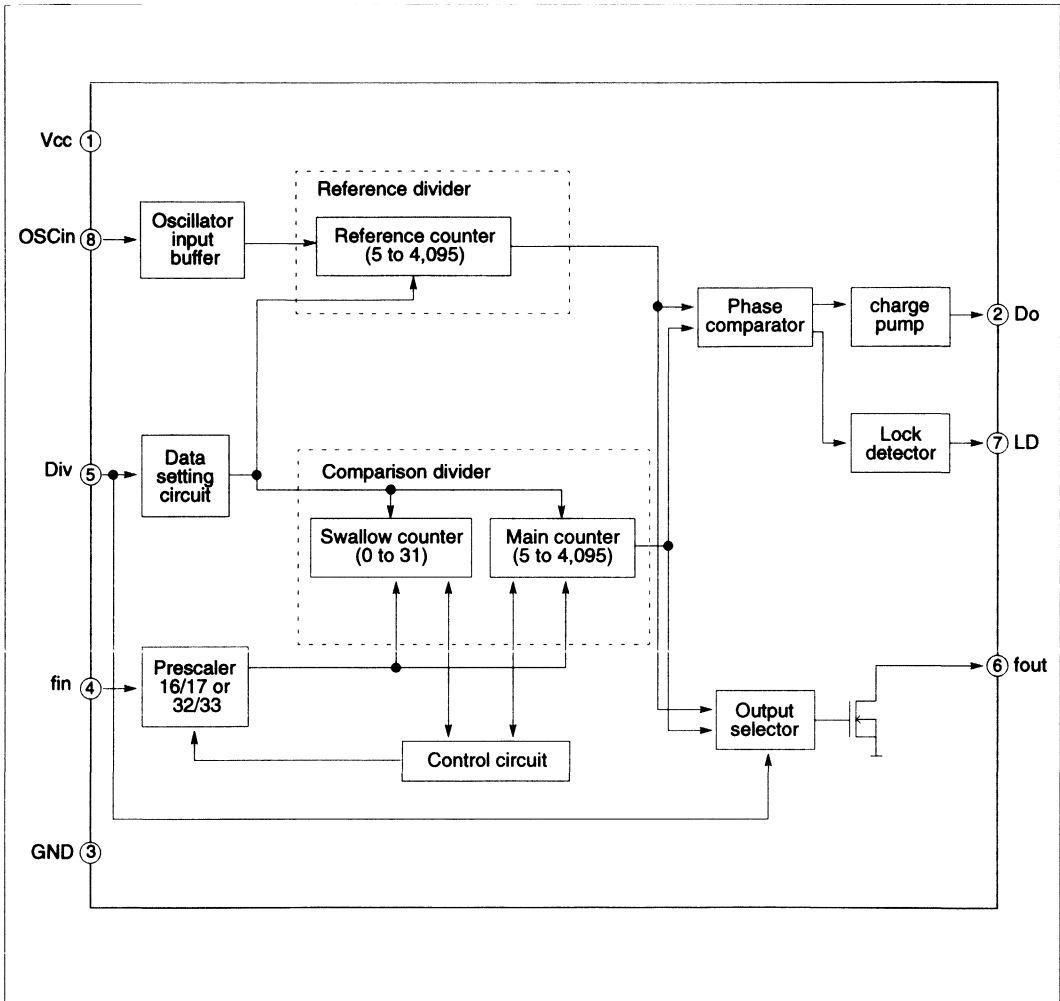 Vcc 1
Reference divider
OSCin 8
Oscillator
input
buffer
Reference counter
(5 to 4,095)
Phase
comparator
charge
pump
2 Do
Div 5
Data
setting
circuit
Comparison divider
Swallow counter
(0 to 31)
Main counter
(5 to 4,095)
Lock
detector
7 LD
fin 4
Prescaler
16/17 or
32/33
Control circuit
Output
selector
6 fout
GND 3